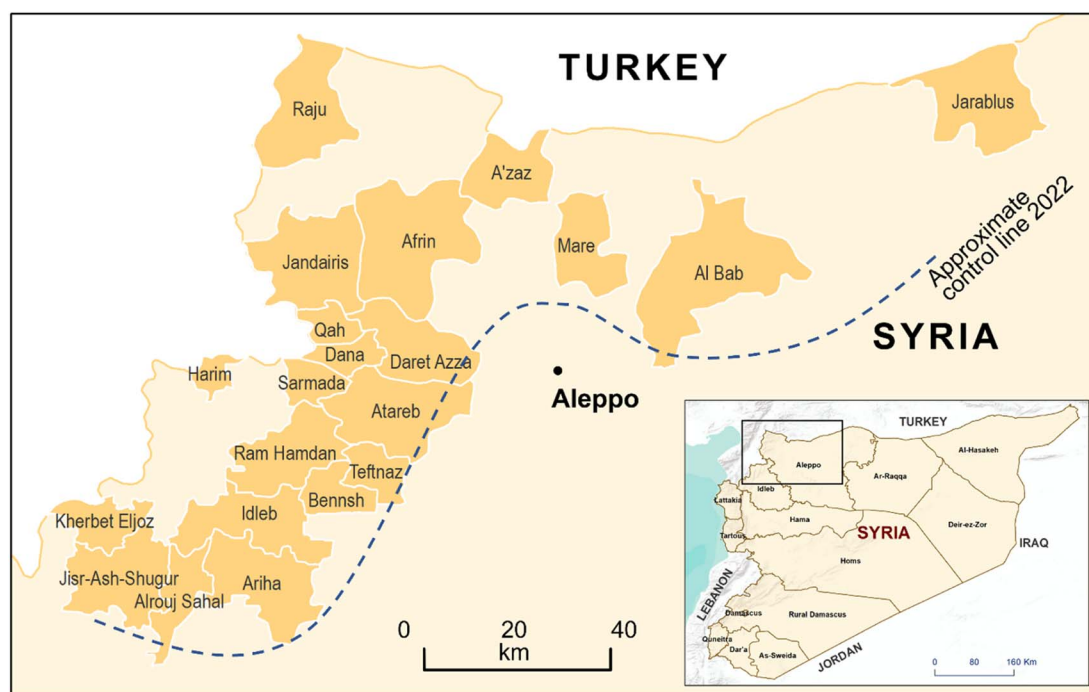 TURKEY
Raju
Jarablus
A'zaz
Afrin
Mare
Jandairis
Al Bab
Approximate
control line 2022
Qah
Dana
Daret Azza
SYRIA
Harim
Sarmada
Aleppo
Atareb
Ram Hamdan
Teftnaz
Bennsh
Idleb
Kherbet Eljoz
Jisr-Ash-Shugur
Ariha
Alrouj Sahal
0 20 40
km
TURKEY
Al-Hasakeh
Aleppo
Ar-Raqqa
Idleb
Lattakia
Hama
Deir-ez-Zor
SYRIA
Tartous
IRAQ
Homs
LEBANON
Damascus
Rural Damascus
Quneitra
Dar'a
As-Sweida
JORDAN
0 80 160 KM